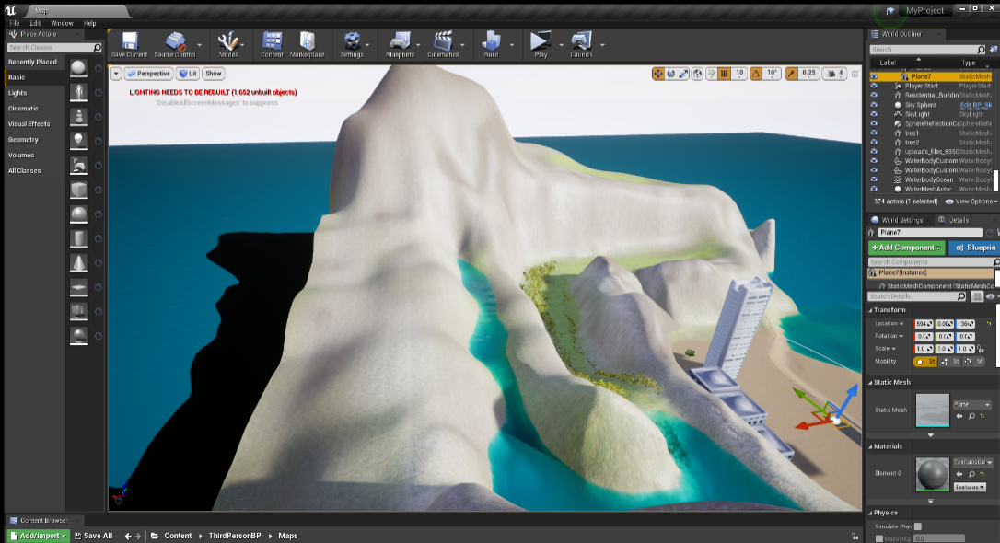 Map
MyProject
File Edit Window Help
Place Actors
Search Classes
Recently Placed
Basic
Lights
Cinematic
Visual Effects
Geometry
Volumes
All Classes
Save Current
Source Control
Modes
Content
Marketplace
Settings
Blueprints
Cinematics
Build
Play
Launch
Perspective
Lit
Show
10
10°
0.25
4
LIGHTING NEEDS TO BE REBUILT (1,652 unbuilt objects)
'DisableAllScreenMessages' to suppress
World Outliner
Search
Label Type
Plane7 StaticMesh
Player Start PlayerStart
Residential_Buildin StaticMesh
Sky Sphere Edit BP_Sk
SkyLight SkyLight
SphereReflectionCa SphereRefle
tree1 StaticMesh
tree2 StaticMesh
uploads_files_8950 StaticMesh
WaterBodyCustom WaterBody
WaterBodyCustom WaterBody
WaterBodyOcean WaterBody
WaterMeshActor WaterMesh
374 actors (1 selected) View Options
World Settings Details
Plane7
+ Add Component
Blueprin
Search Components
Plane7(Instance)
StaticMeshComponent (StaticMeshCo
Search Details
Transform
Location 594 0.0 -36
Rotation 0.0 0.0 0.0
Scale 1.0 1.0 1.0
Mobility St St M
Static Mesh
Static Mesh Plane
Materials
Element 0 TexturesCom
Textures
Physics
Simulate Phy
MassInKg 0.0
Content Browser
Add/Import Save All Content ThirdPersonBP Maps